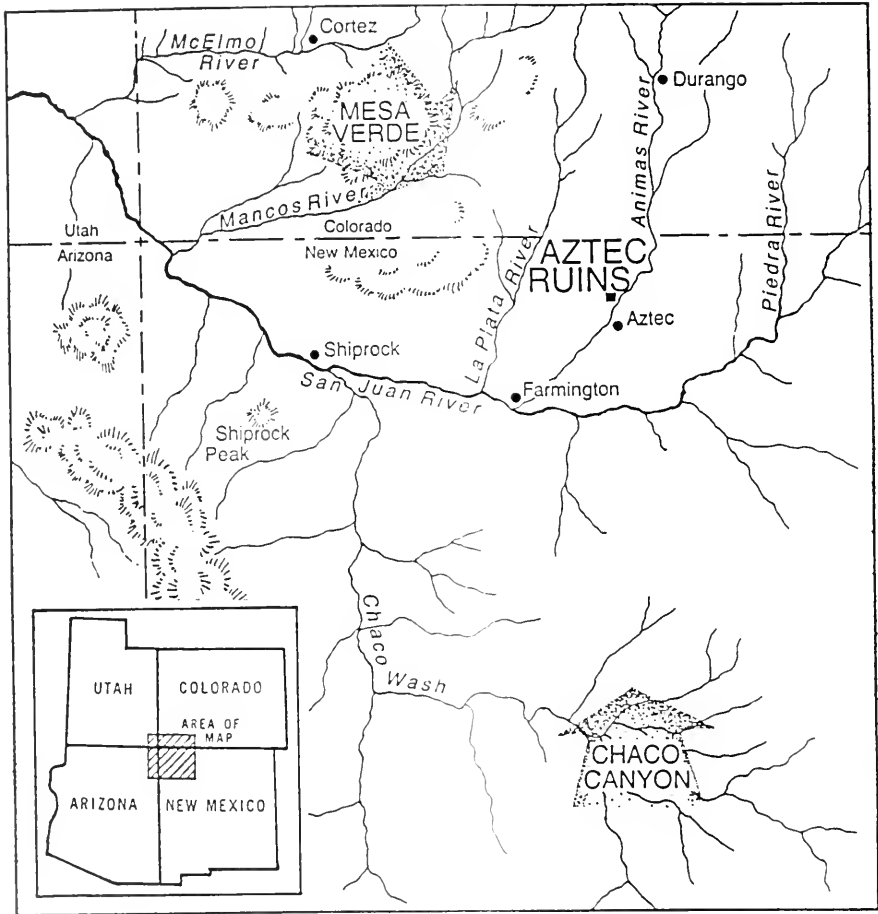 Cortez
McElmo
River
Durango
MESA
VERDE
Animas River
Piedra River
Mancos River
Utah
Arizona
Colorado
New Mexico
La Plata River
AZTEC
RUINS
Aztec
Shiprock
San Juan River
Farmington
Shiprock
Peak
Chaco
Wash
CHACO
CANYON
UTAH
COLORADO
AREA OF
MAP
ARIZONA
NEW MEXICO